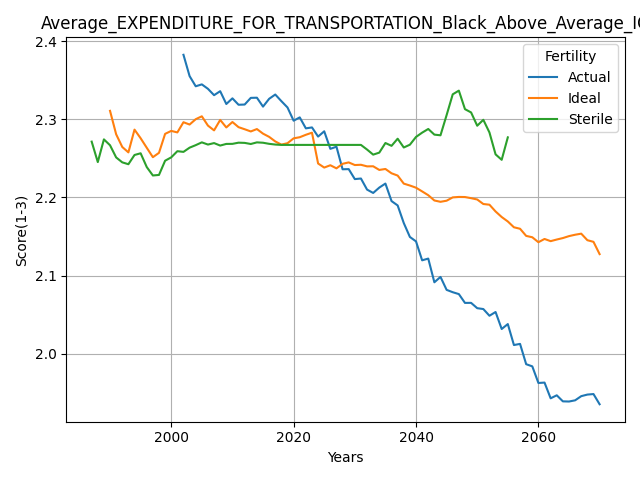 Average_EXPENDITURE_FOR_TRANSPORTATION_Black_Above_Average_I
Fertility
Actual
Ideal
Sterile
Score(1-3)
2.4
2.3
2.2
2.1
2.0
2000
2020
2040
2060
Years